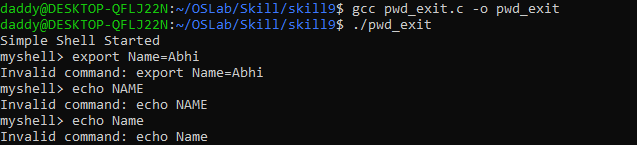 daddy@DESKTOP-QFLJ22N:~/OSLab/Skill/skill9$ gcc pwd_exit.c -o pwd_exit
daddy@DESKTOP-QFLJ22N:~/OSLab/Skill/skill9$ ./pwd_exit
Simple Shell Started
myshell> export Name=Abhi
Invalid command: export Name=Abhi
myshell> echo NAME
Invalid command: echo NAME
myshell> echo Name
Invalid command: echo Name